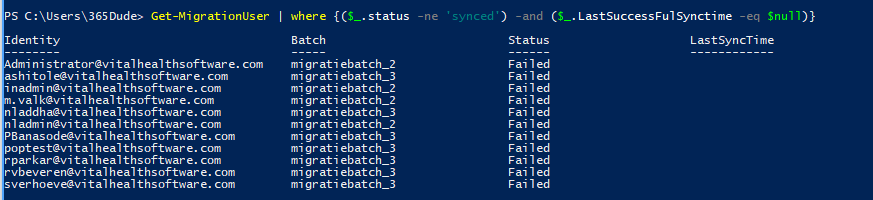 PS C:\Users\365Dude> Get-MigrationUser | where {($_.status -ne 'synced') -and ($_.LastSuccessFulSynctime -eq $null)}
Identity Batch Status LastSyncTime
-------- ----- ------ ------------
Administrator@vitalhealthsoftware.com migratiebatch_2 Failed
ashitole@vitalhealthsoftware.com migratiebatch_3 Failed
inadmin@vitalhealthsoftware.com migratiebatch_2 Failed
m.valk@vitalhealthsoftware.com migratiebatch_2 Failed
nladdha@vitalhealthsoftware.com migratiebatch_3 Failed
nladmin@vitalhealthsoftware.com migratiebatch_2 Failed
PBanasode@vitalhealthsoftware.com migratiebatch_3 Failed
poptest@vitalhealthsoftware.com migratiebatch_3 Failed
rparkar@vitalhealthsoftware.com migratiebatch_3 Failed
rvbeveren@vitalhealthsoftware.com migratiebatch_3 Failed
sverhoeve@vitalhealthsoftware.com migratiebatch_3 Failed